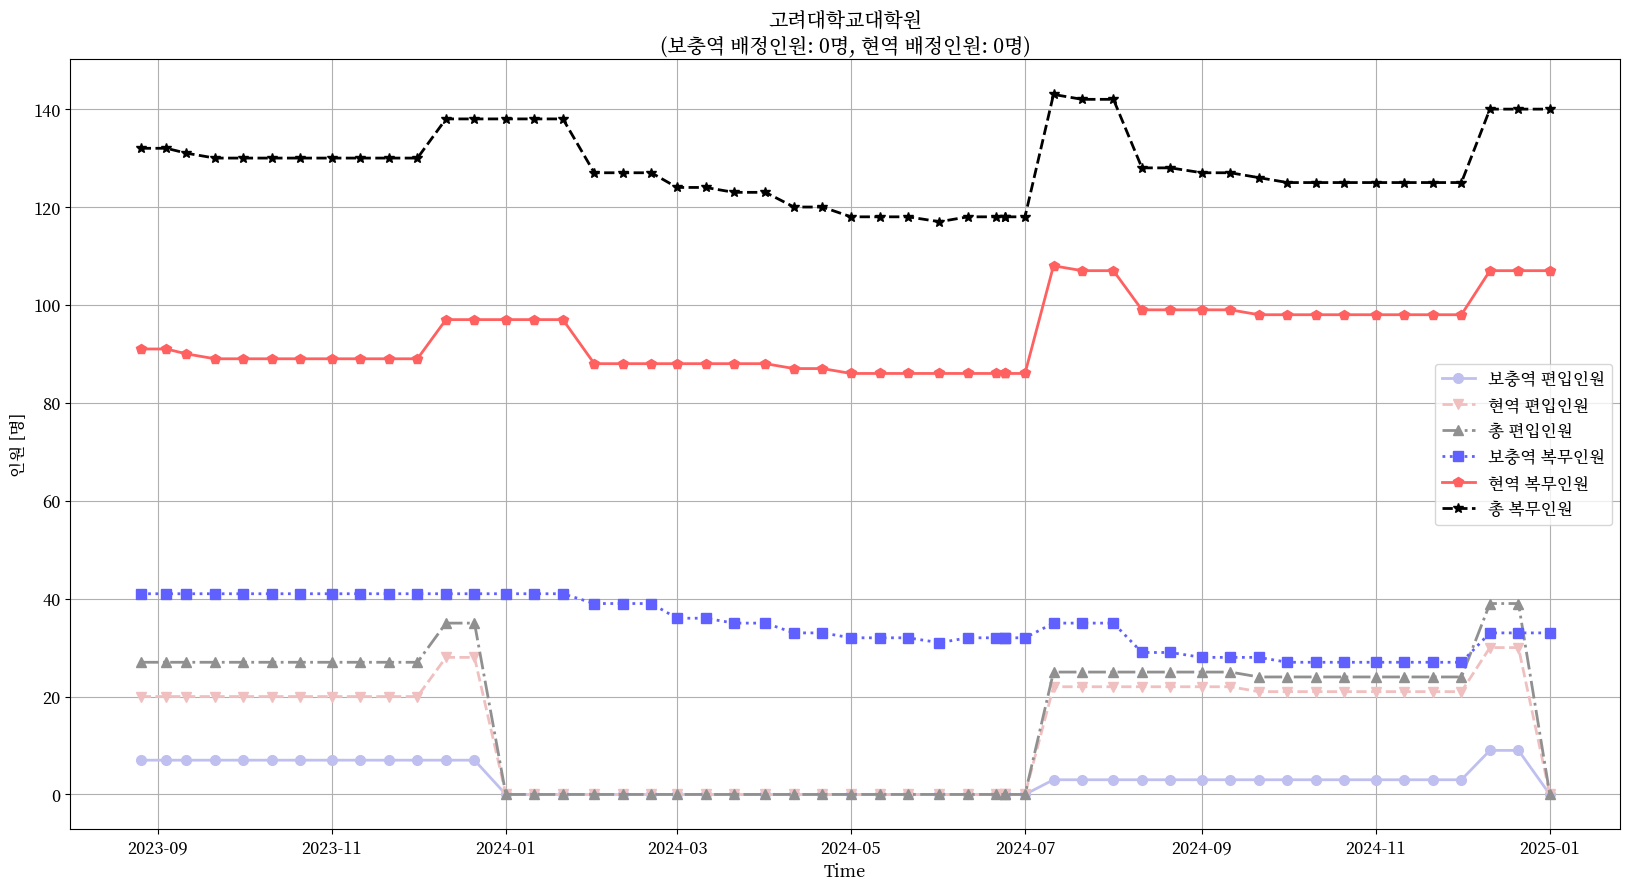 고려대학교대학원
(보충역 배정인원: 0명, 현역 배정인원: 0명)
140
120
100
80
60
40
20
0
인원 [명]
보충역 편입인원
현역 편입인원
총 편입인원
보충역 복무인원
현역 복무인원
총 복무인원
2023-09 2023-11 2024-01 2024-03 2024-05 2024-07 2024-09 2024-11 2025-01
Time